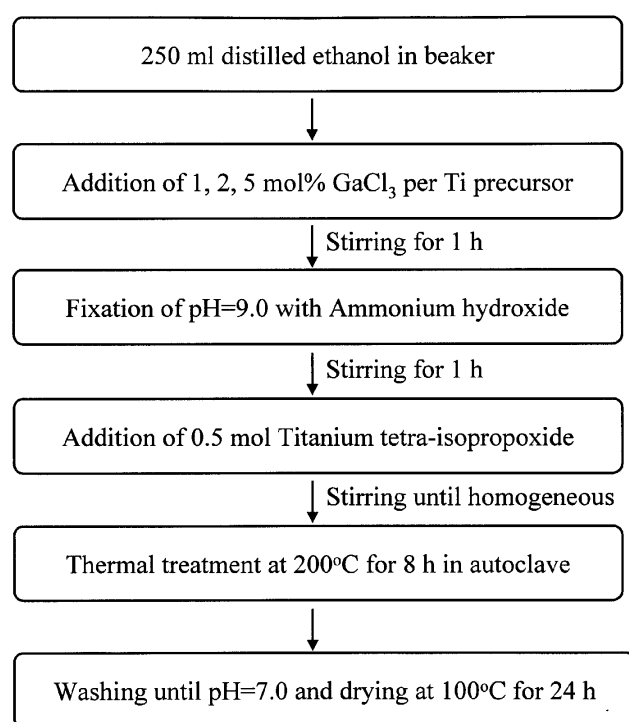 250 ml distilled ethanol in beaker
Addition of 1, 2, 5 mol% GaCl₃ per Ti precursor
Stirring for 1 h
Fixation of pH=9.0 with Ammonium hydroxide
Stirring for 1 h
Addition of 0.5 mol Titanium tetra-isopropoxide
Stirring until homogeneous
Thermal treatment at 200°C for 8 h in autoclave
Washing until pH=7.0 and drying at 100°C for 24 h